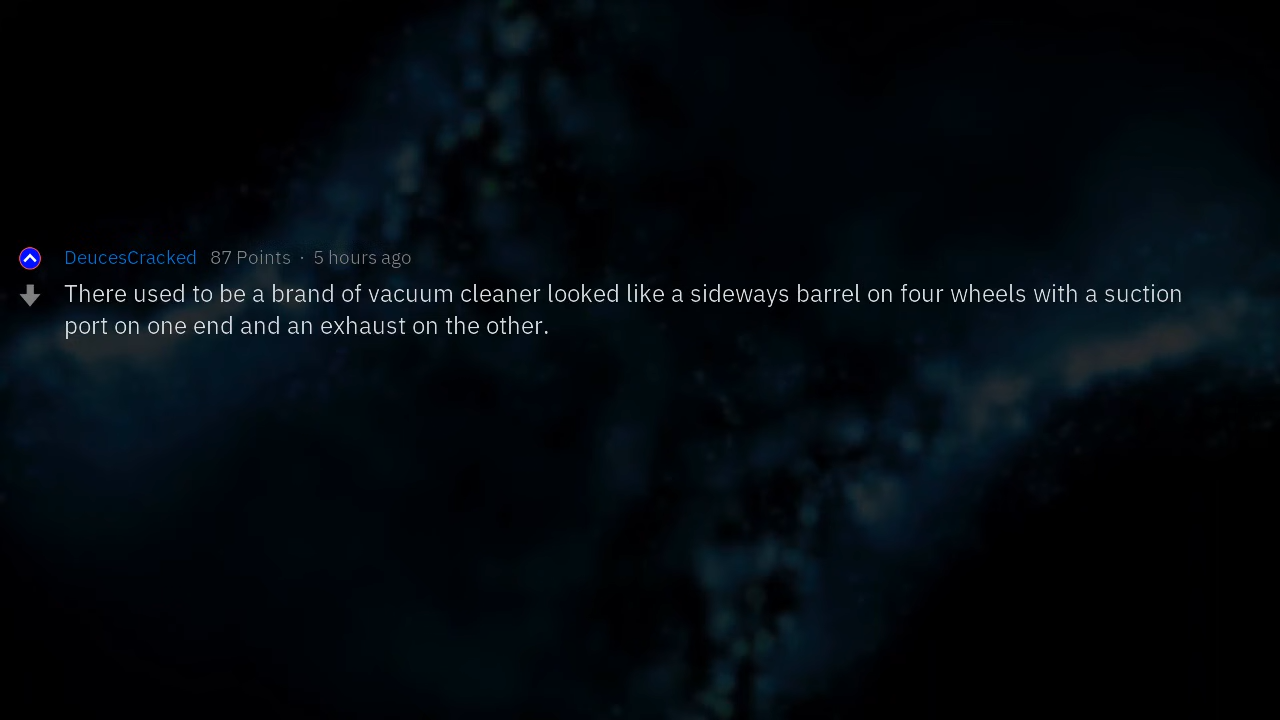 DeucesCracked 87 Points · 5 hours ago
There used to be a brand of vacuum cleaner looked like a sideways barrel on four wheels with a suction
port on one end and an exhaust on the other.